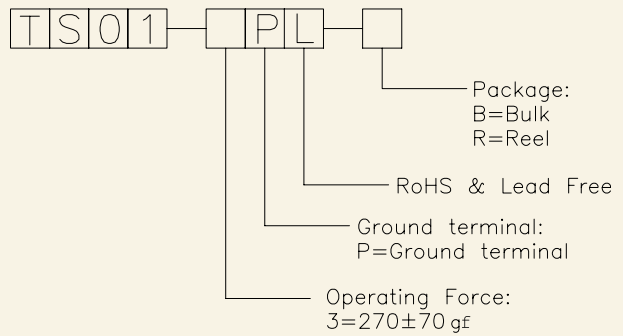 TS01 PL
Package:
B=Bulk
R=Reel
RoHS & Lead Free
Ground terminal:
P=Ground terminal
Operating Force:
3=270±70 gf